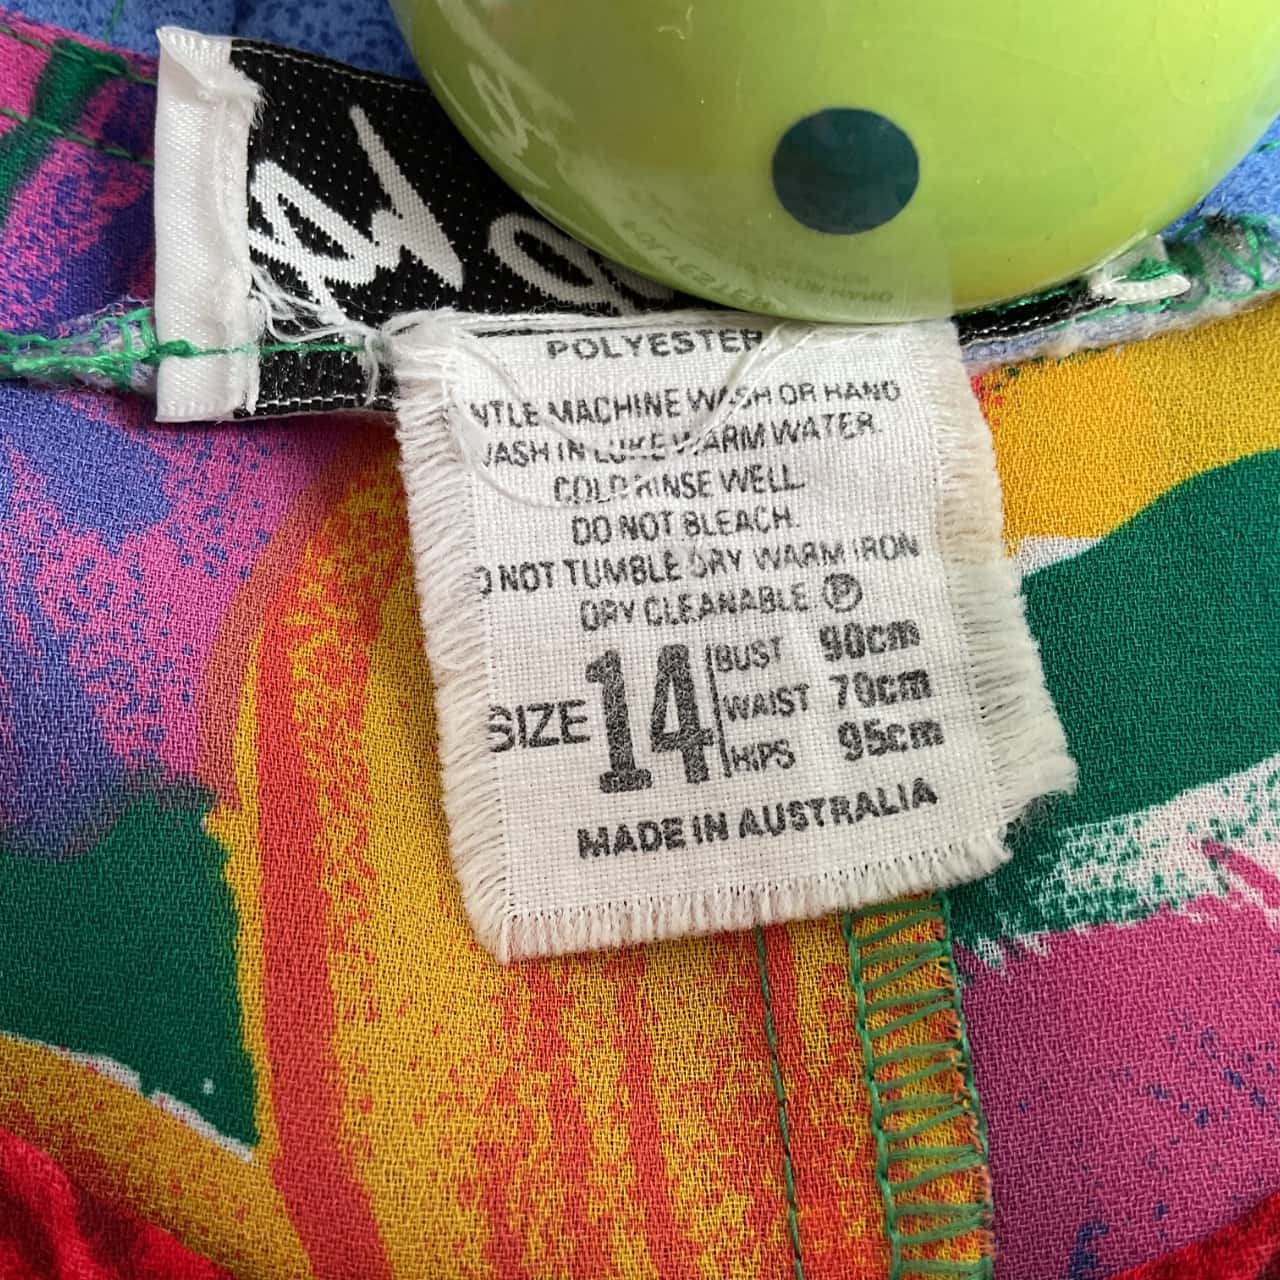 POLYESTER
NTLE MACHINE WASH OR HAND
WASH IN LUKE WARM WATER.
COLD RINSE WELL.
DO NOT BLEACH.
O NOT TUMBLE DRY WARM IRON
DRY CLEANABLE Ⓟ
SIZE 14
BUST 90cm
WAIST 70cm
HIPS 95cm
MADE IN AUSTRALIA